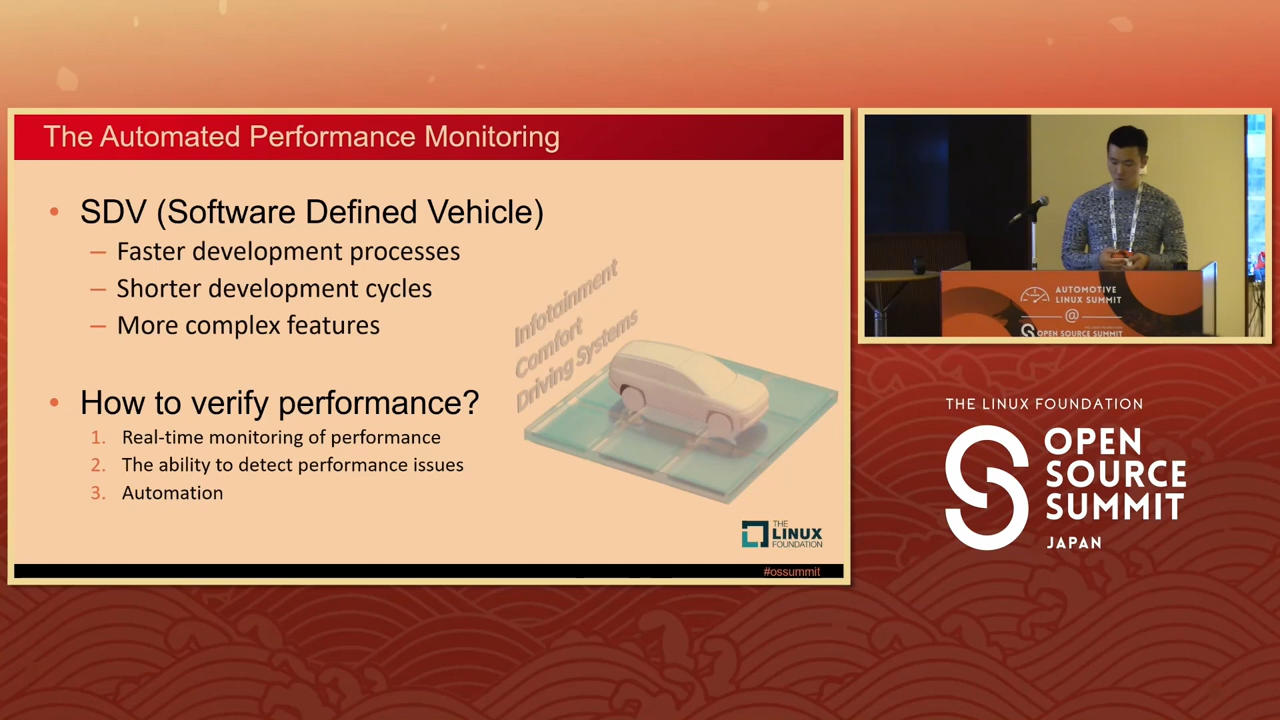 The Automated Performance Monitoring
• SDV (Software Defined Vehicle)
– Faster development processes
– Shorter development cycles
– More complex features
Infotainment
Comfort
Driving Systems
• How to verify performance?
1. Real-time monitoring of performance
2. The ability to detect performance issues
3. Automation
THE
LINUX
FOUNDATION
#ossummit
AUTOMOTIVE
LINUX SUMMIT
@
OPEN SOURCE SUMMIT
THE LINUX FOUNDATION
OPEN
SOURCE
SUMMIT
JAPAN